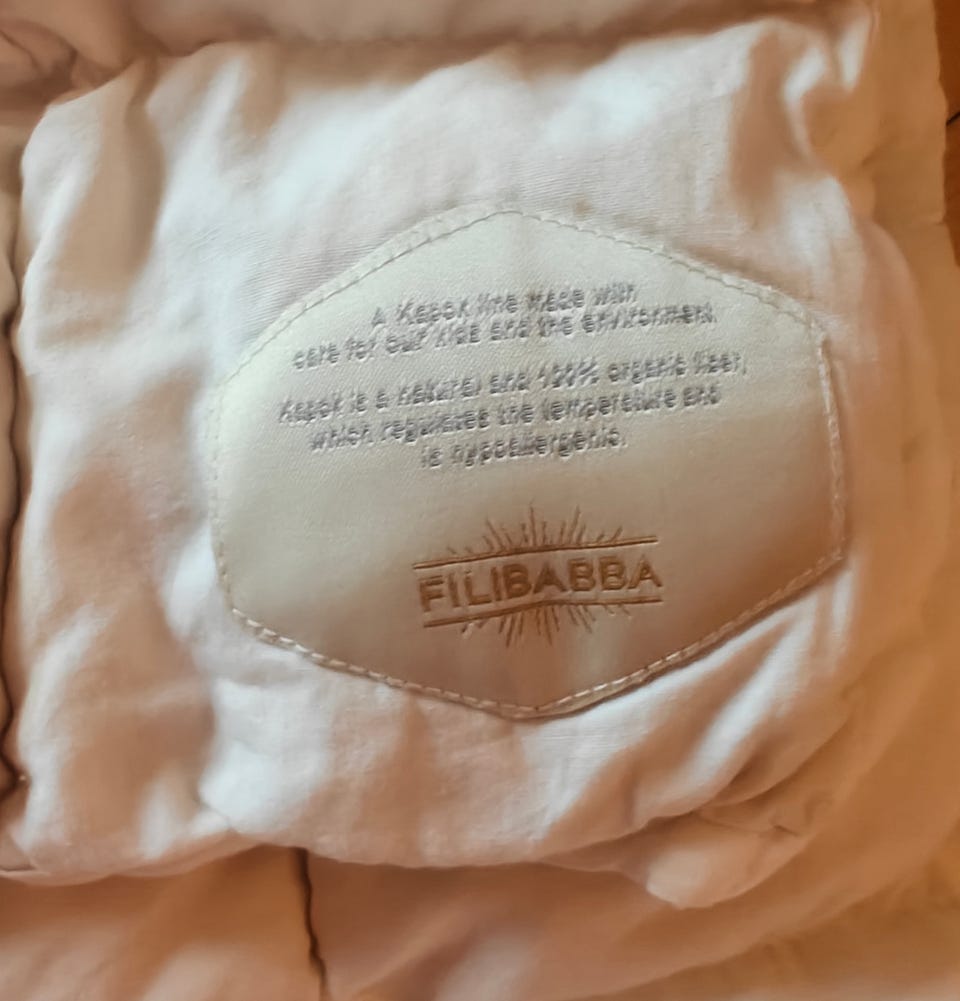 A Kapok line made with
care for our kids and the environment.
Kapok is a natural and 100% organic fiber,
which regulates the temperature and
is hypoallergenic.
FILIBABBA